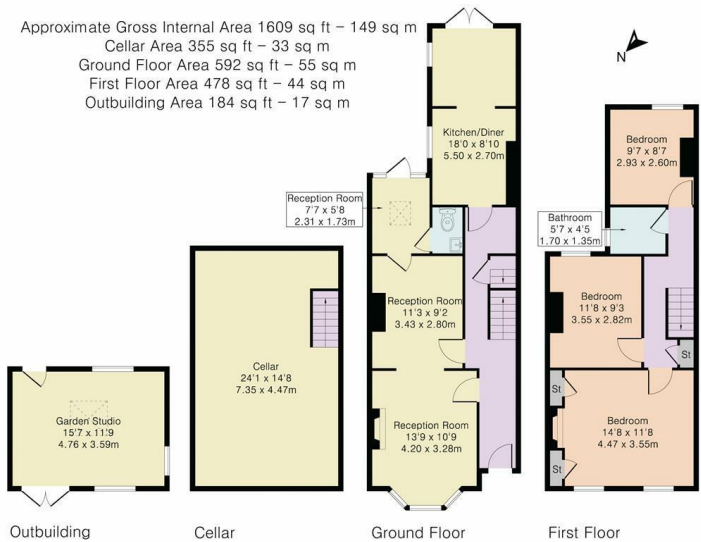 Approximate Gross Internal Area 1609 sq ft - 149 sq m
Cellar Area 355 sq ft - 33 sq m
Ground Floor Area 592 sq ft - 55 sq m
First Floor Area 478 sq ft - 44 sq m
Outbuilding Area 184 sq ft - 17 sq m
N
Kitchen/Diner
18'0 x 8'10
5.50 x 2.70m
Bedroom
9'7 x 8'7
2.93 x 2.60m
Reception Room
7'7 x 5'8
2.31 x 1.73m
Bathroom
5'7 x 4'5
1.70 x 1.35m
Reception Room
11'3 x 9'2
3.43 x 2.80m
Bedroom
11'8 x 9'3
3.55 x 2.82m
St
Cellar
24'1 x 14'8
7.35 x 4.47m
Garden Studio
15'7 x 11'9
4.76 x 3.59m
Reception Room
13'9 x 10'9
4.20 x 3.28m
St
Bedroom
14'8 x 11'8
4.47 x 3.55m
St
Outbuilding
Cellar
Ground Floor
First Floor